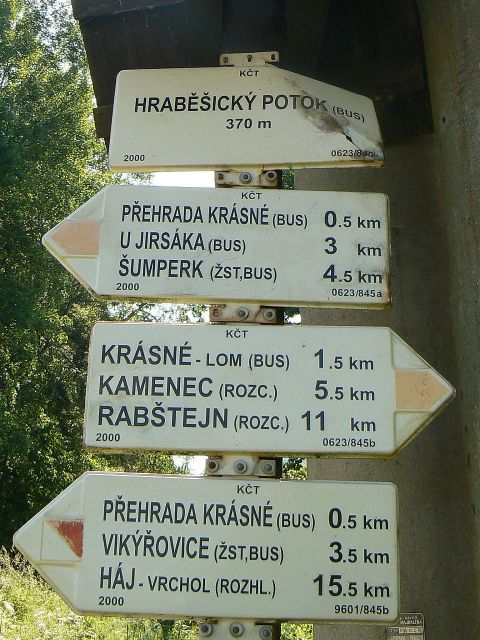 KČT
HRABĚŠICKÝ POTOK (BUS)
370 m
2000 0623/845
KČT
PŘEHRADA KRÁSNÉ (BUS) 0.5 km
U JIRSÁKA (BUS) 3 km
ŠUMPERK (ŽST,BUS) 4.5 km
2000 0623/845a
KČT
KRÁSNÉ - LOM (BUS) 1.5 km
KAMENEC (ROZC.) 5.5 km
RABŠTEJN (ROZC.) 11 km
2000 0623/845b
KČT
PŘEHRADA KRÁSNÉ (BUS) 0.5 km
VIKÝŘOVICE (ŽST,BUS) 3.5 km
HÁJ - VRCHOL (ROZHL.) 15.5 km
2000 9601/845b